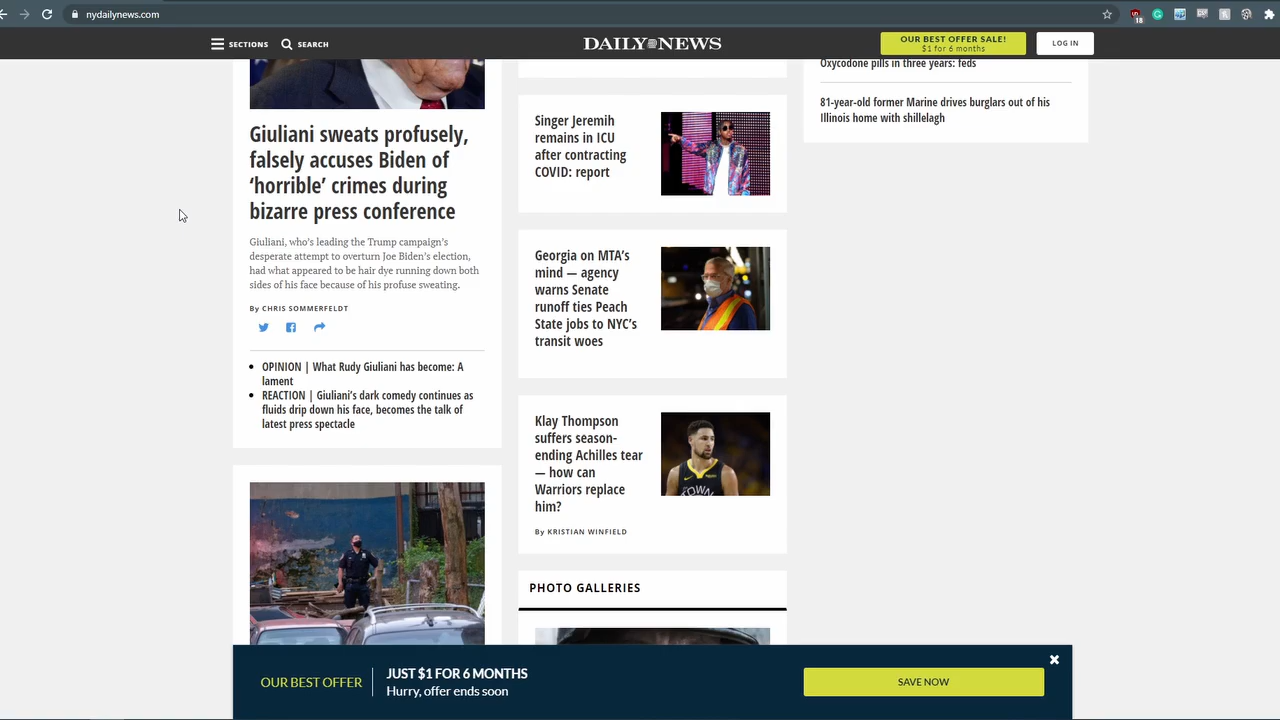 nydailynews.com
18
SECTIONS
SEARCH
DAILY NEWS
OUR BEST OFFER SALE!
$1 for 6 months
LOG IN
Giuliani sweats profusely,
falsely accuses Biden of
‘horrible’ crimes during
bizarre press conference
Giuliani, who's leading the Trump campaign's
desperate attempt to overturn Joe Biden's election,
had what appeared to be hair dye running down both
sides of his face because of his profuse sweating.
By CHRIS SOMMERFELDT
OPINION | What Rudy Giuliani has become: A
lament
REACTION | Giuliani’s dark comedy continues as
fluids drip down his face, becomes the talk of
latest press spectacle
Singer Jeremih
remains in ICU
after contracting
COVID: report
Georgia on MTA’s
mind — agency
warns Senate
runoff ties Peach
State jobs to NYC’s
transit woes
Klay Thompson
suffers season-
ending Achilles tear
— how can
Warriors replace
him?
By KRISTIAN WINFIELD
TOWN
PHOTO GALLERIES
Oxycodone pills in three years: feds
81-year-old former Marine drives burglars out of his
Illinois home with shillelagh
OUR BEST OFFER
JUST $1 FOR 6 MONTHS
Hurry, offer ends soon
SAVE NOW